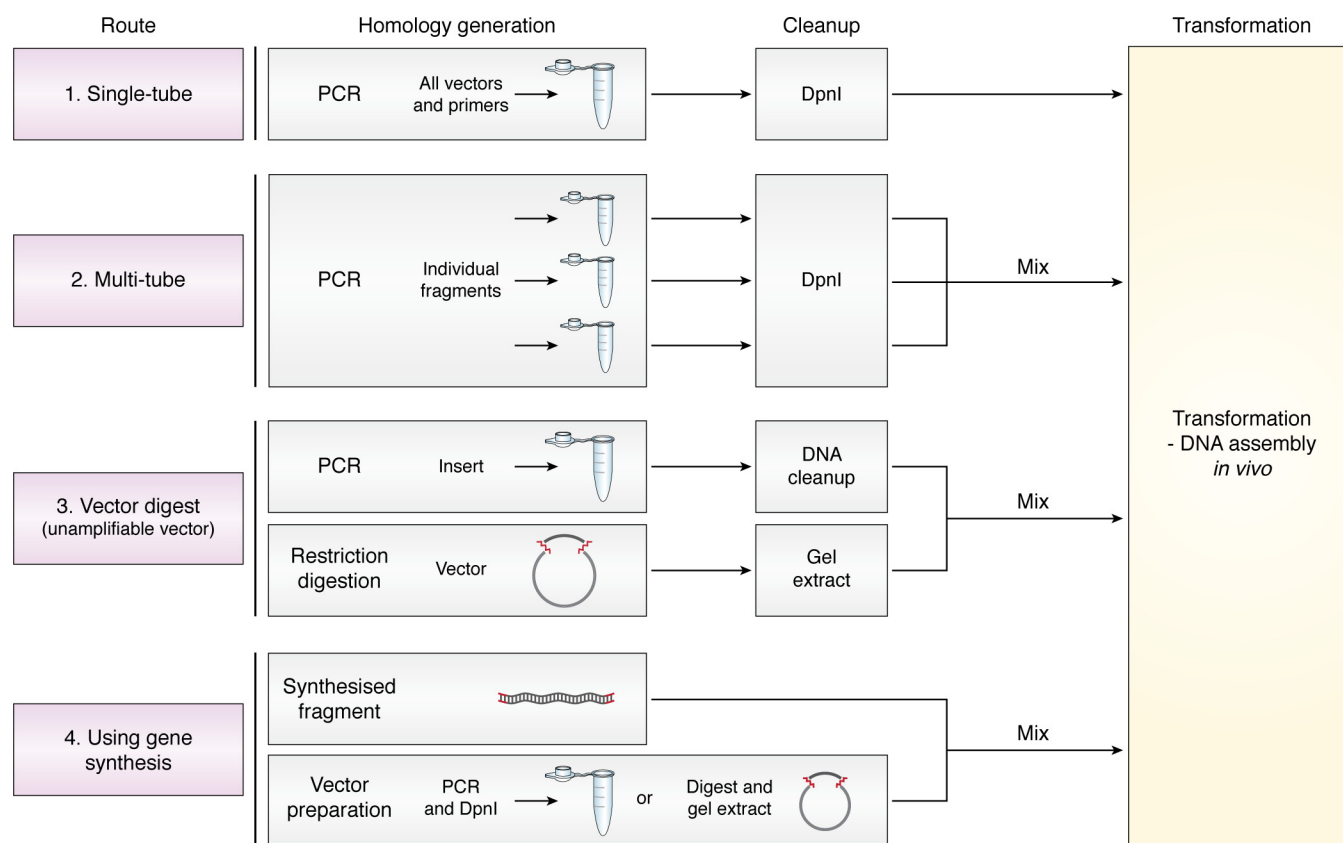 Route
Homology generation
Cleanup
Transformation
1. Single-tube
PCR
All vectors
and primers
DpnI
2. Multi-tube
PCR
Individual
fragments
DpnI
Mix
3. Vector digest
(unamplifiable vector)
PCR
Insert
DNA
cleanup
Restriction
digestion
Vector
Gel
extract
Mix
Transformation
- DNA assembly
in vivo
4. Using gene
synthesis
Synthesised
fragment
Mix
Vector
preparation
PCR
and DpnI
or
Digest and
gel extract